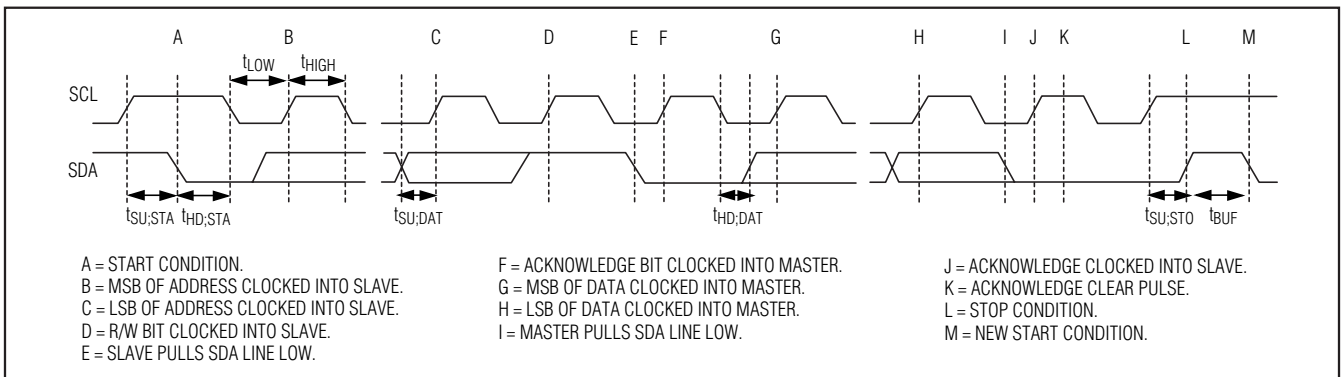 A B C D E F G H I J K L M
tLOW tHIGH
SCL
SDA
tSU;STA tHD;STA tSU;DAT tHD;DAT tSU;STO tBUF
A = START CONDITION.
B = MSB OF ADDRESS CLOCKED INTO SLAVE.
C = LSB OF ADDRESS CLOCKED INTO SLAVE.
D = R/W BIT CLOCKED INTO SLAVE.
E = SLAVE PULLS SDA LINE LOW.
F = ACKNOWLEDGE BIT CLOCKED INTO MASTER.
G = MSB OF DATA CLOCKED INTO MASTER.
H = LSB OF DATA CLOCKED INTO MASTER.
I = MASTER PULLS SDA LINE LOW.
J = ACKNOWLEDGE CLOCKED INTO SLAVE.
K = ACKNOWLEDGE CLEAR PULSE.
L = STOP CONDITION.
M = NEW START CONDITION.